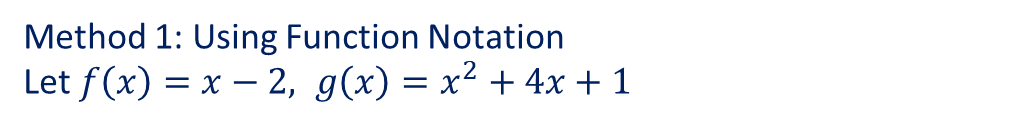 Method 1: Using Function Notation
Let f(x) = x − 2, g(x) = x² + 4x + 1